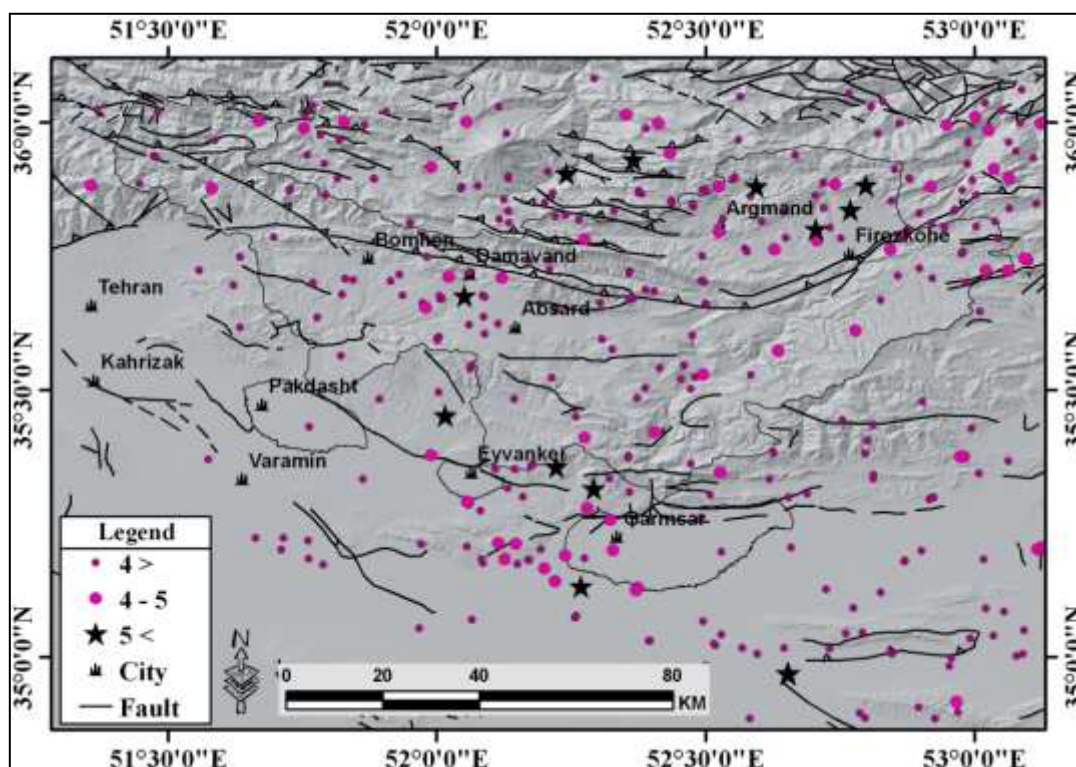 51°30'0"E 52°0'0"E 52°30'0"E 53°0'0"E
36°0'0"N
36°0'0"N
Argmand
Firozkohe
Bomhen
Damavand
Tehran
Absard
Kahrizak
35°30'0"N
35°30'0"N
Pakdasht
Varamin
Eyvankei
Garmsar
Legend
4 >
4 - 5
5 <
City
Fault
N
0 20 40 80
KM
35°0'0"N
35°0'0"N
51°30'0"E 52°0'0"E 52°30'0"E 53°0'0"E